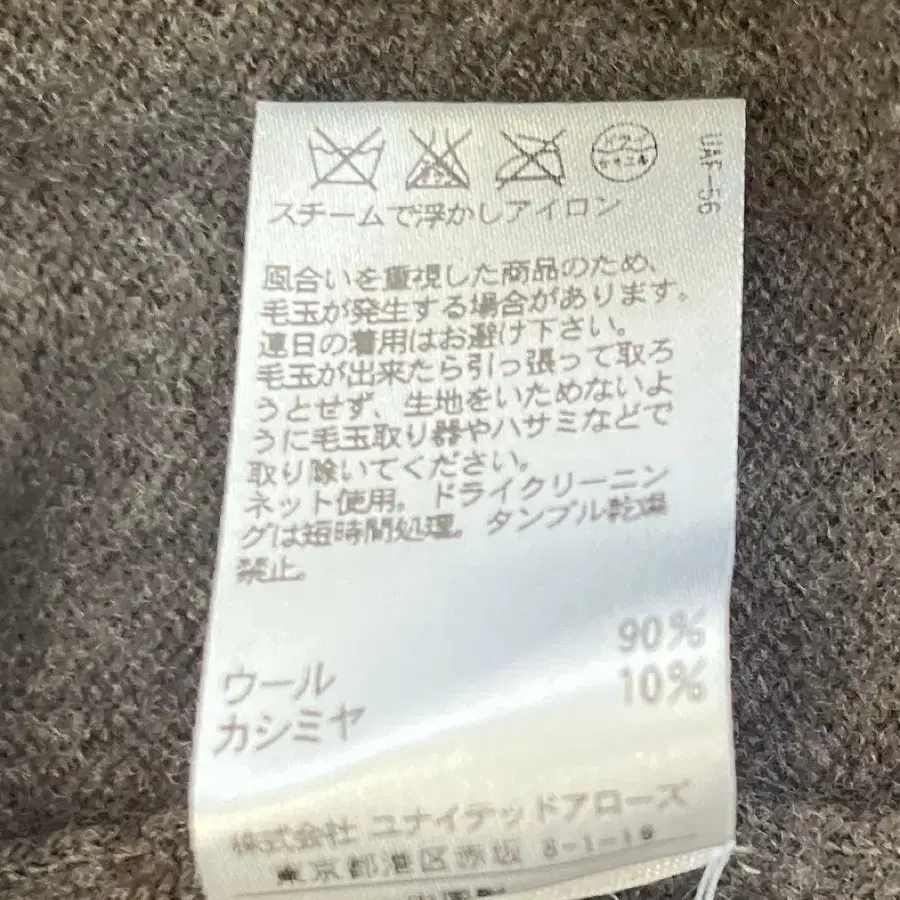 UAF-56
スチームで浮かしアイロン
風合いを重視した商品のため、
毛玉が発生する場合があります。
連日の着用はお避け下さい。
毛玉が出来たら引っ張って取ろ
うとせず、生地をいためないよ
うに毛玉取り器やハサミなどで
取り除いてください。
ネット使用。ドライクリーニン
グは短時間処理。タンブル乾燥
禁止。
ウール 90%
カシミヤ 10%
株式会社 ユナイテッドアローズ
東京都港区赤坂 8-1-19